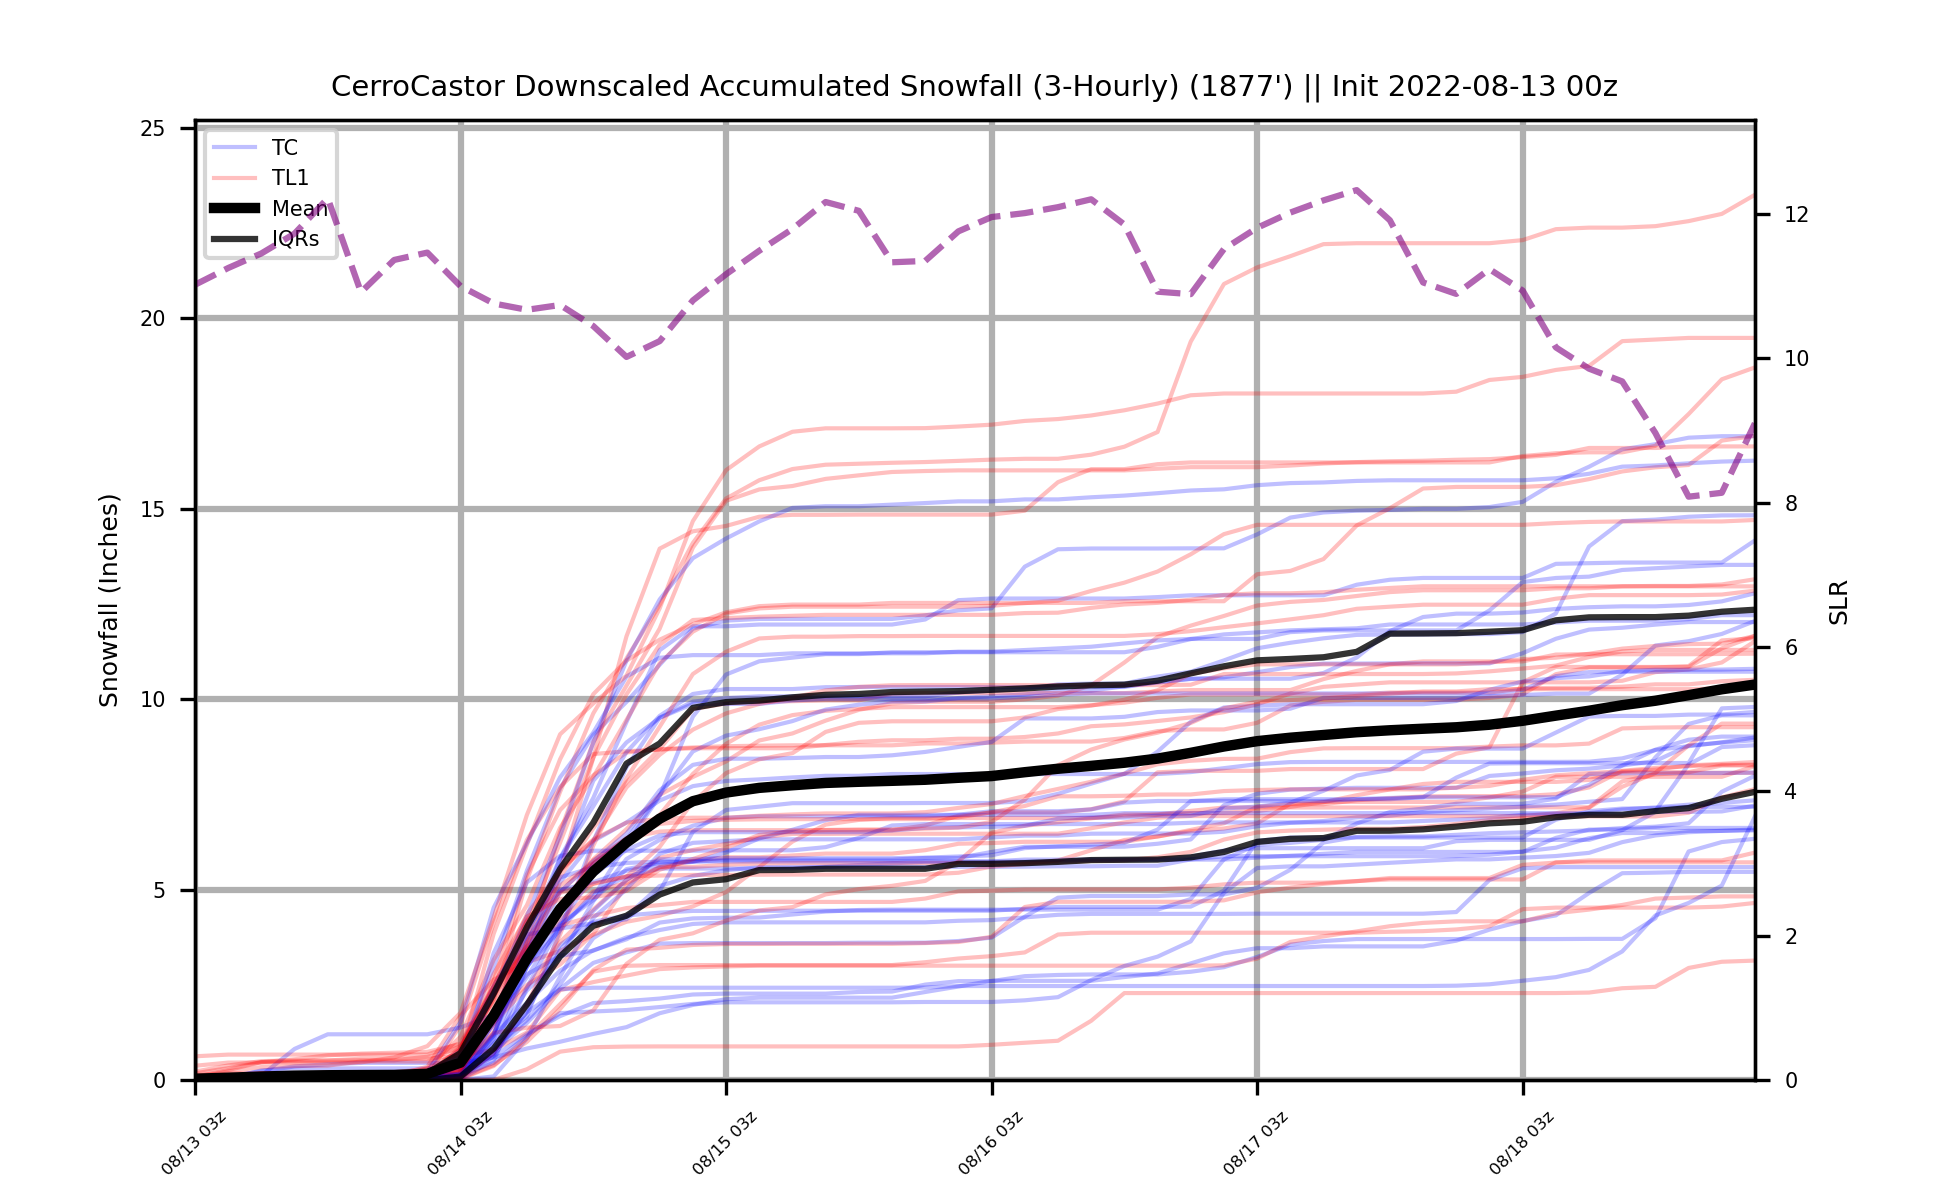 CerroCastor Downscaled Accumulated Snowfall (3-Hourly) (1877') || Init 2022-08-13 00z
TC
TL1
Mean
IQRs
Snowfall (Inches)
25
20
15
10
5
0
SLR
12
10
8
6
4
2
0
08/13 03z
08/14 03z
08/15 03z
08/16 03z
08/17 03z
08/18 03z